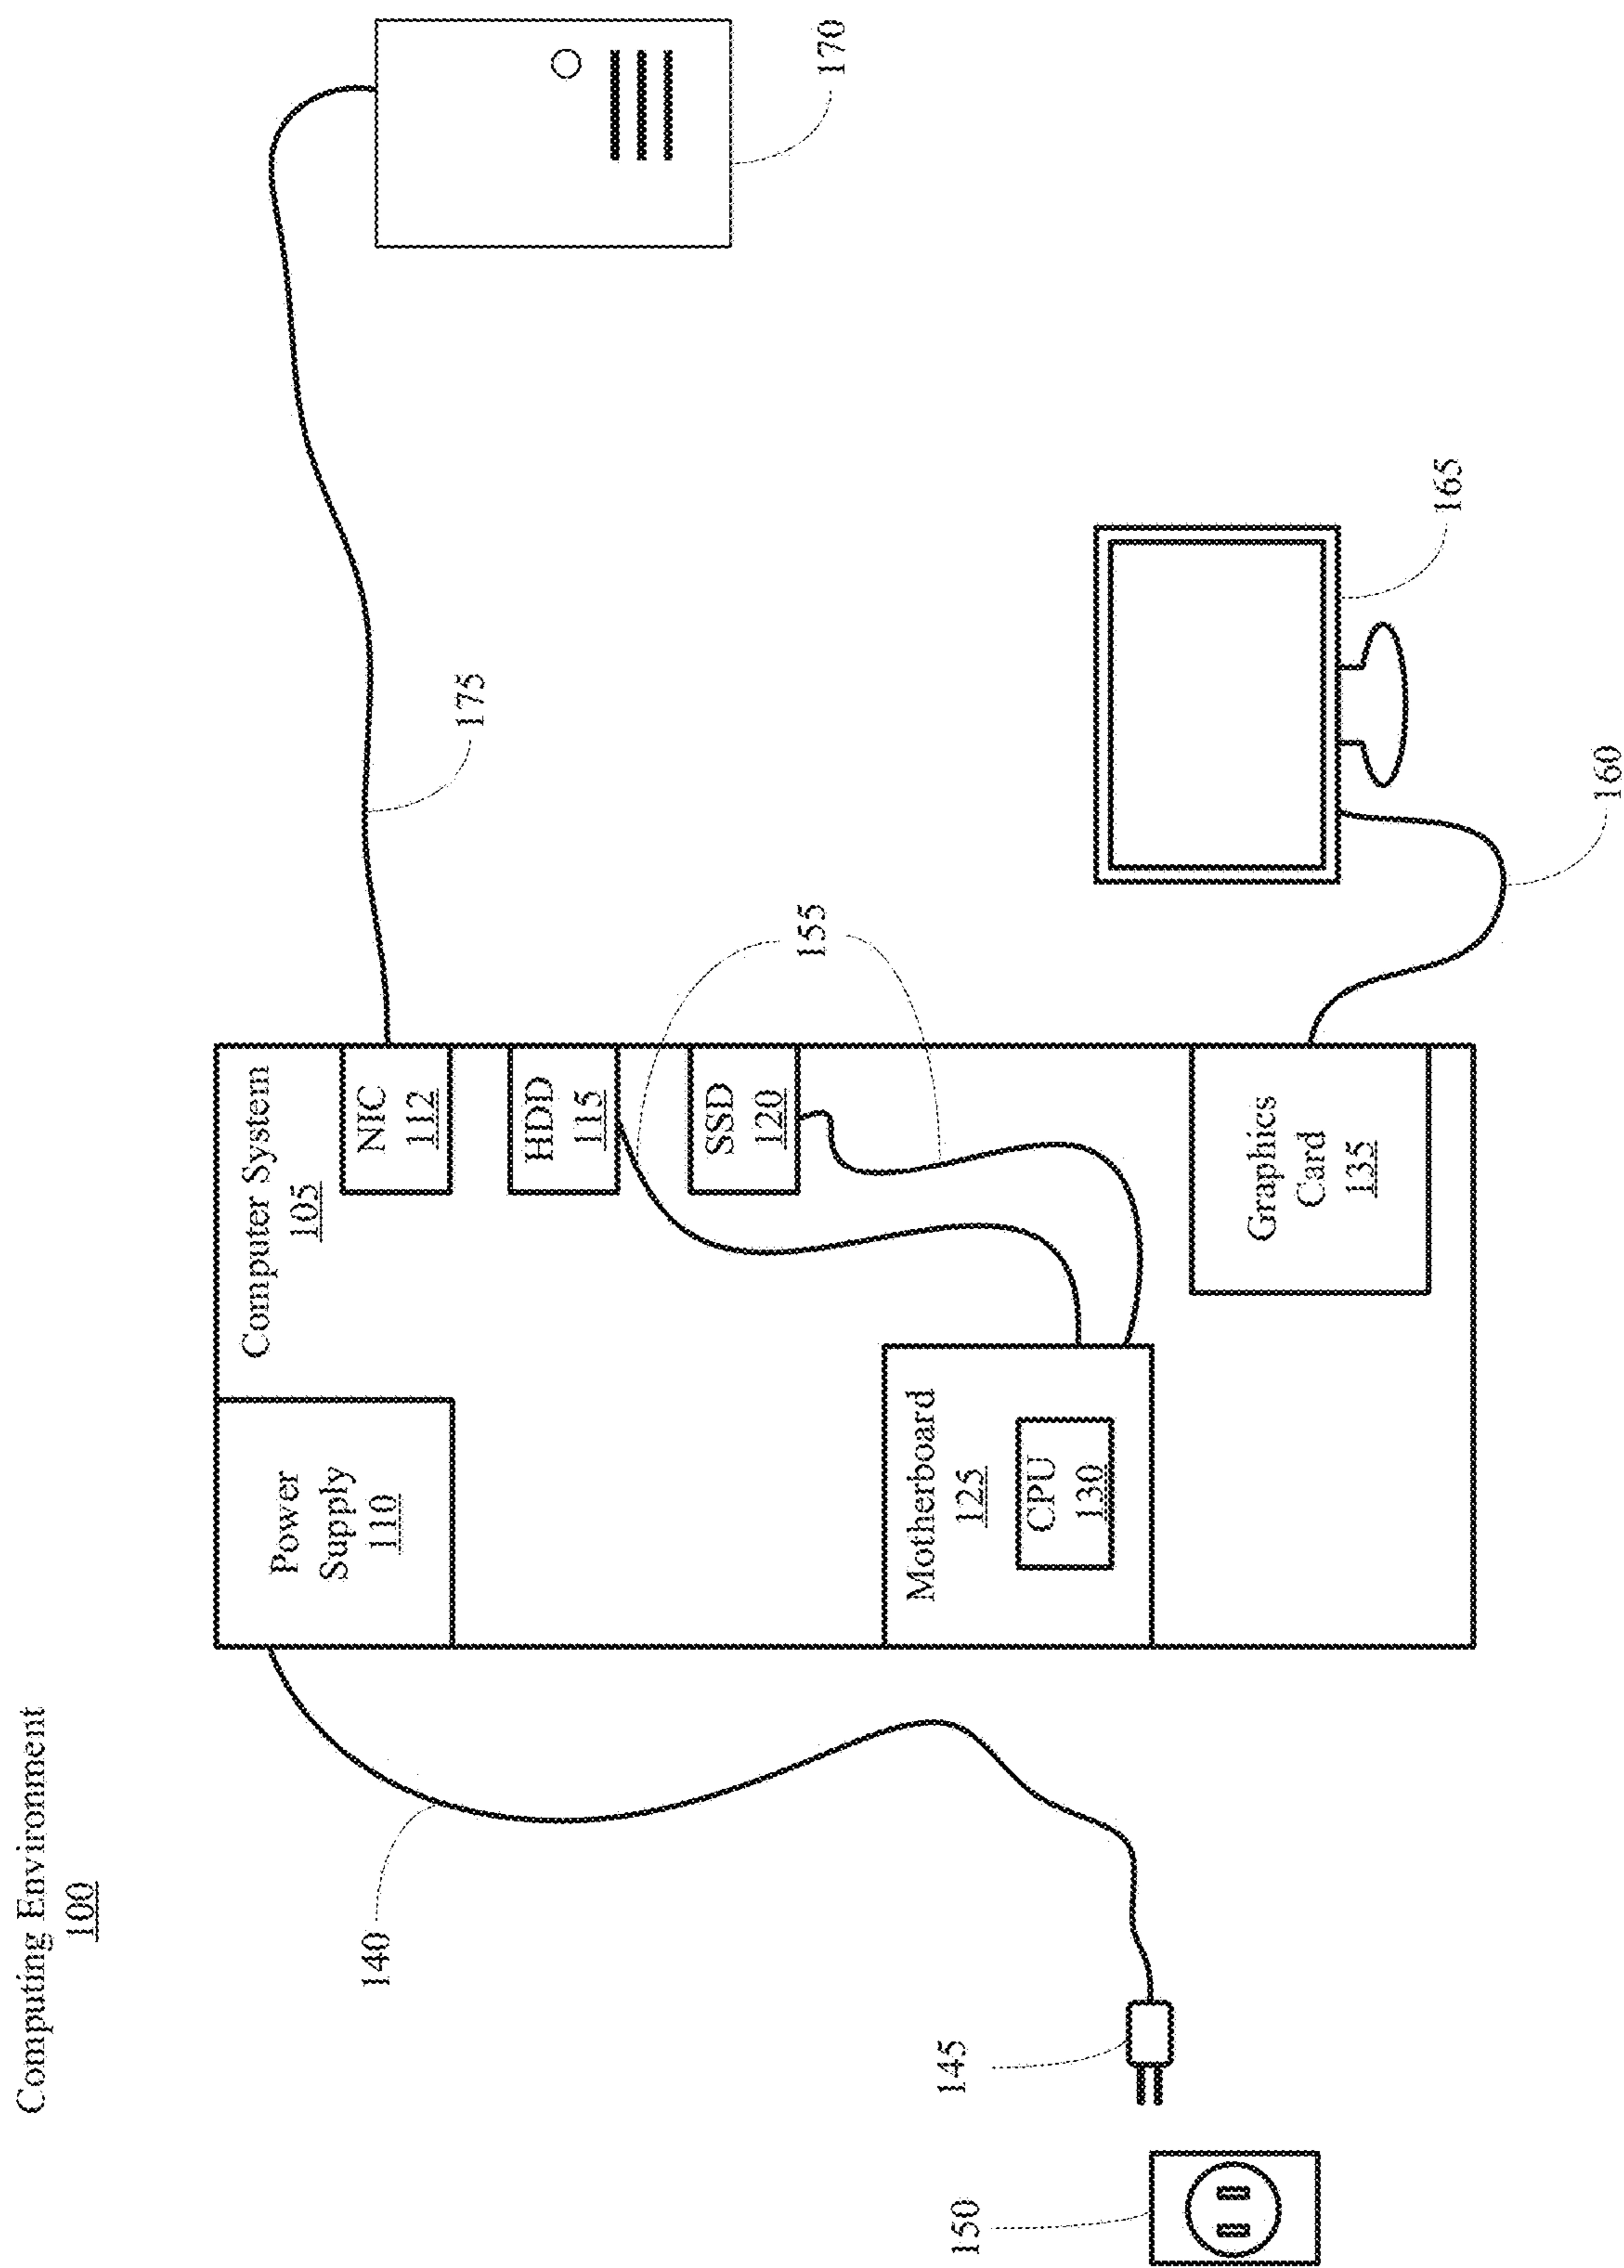 Computing Environment
100
Computer System
105
Power
Supply
110
NIC
112
HDD
115
SSD
120
Motherboard
125
CPU
130
Graphics
Card
135
140
145
150
155
160
165
170
175